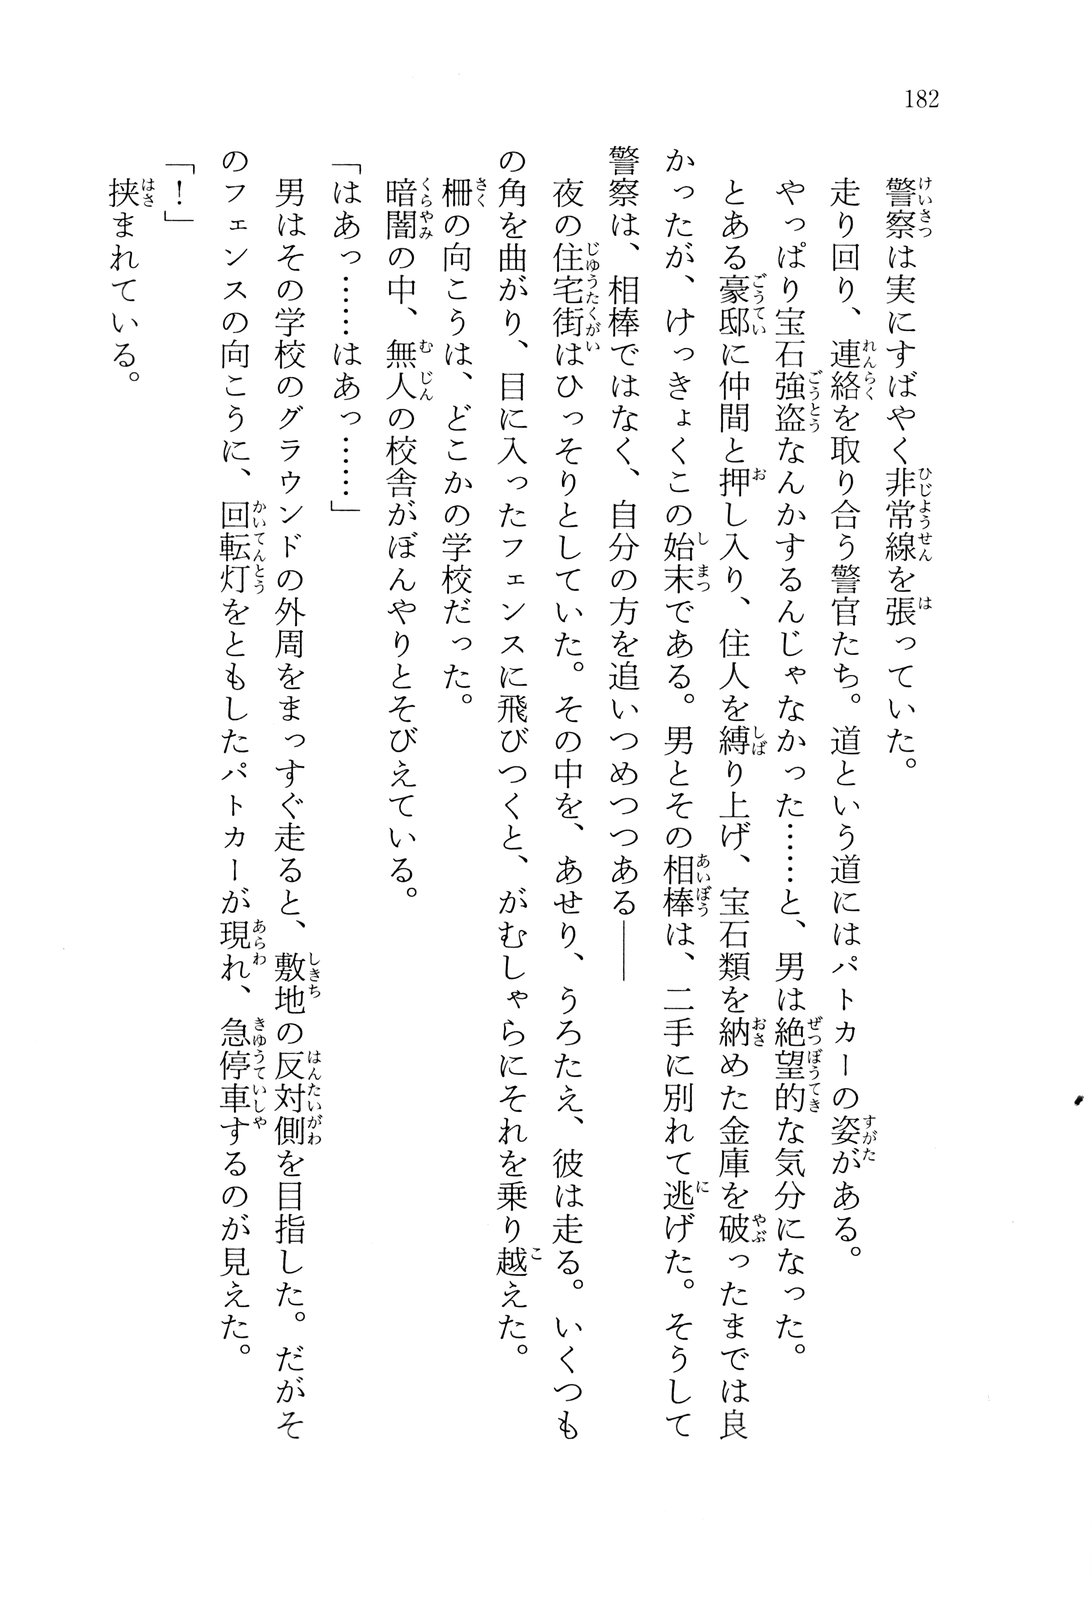 182
警察は実にすばやく非常線を張っていた。
走り回り、連絡を取り合う警官たち。道という道にはパトカーの姿がある。
やっぱり宝石強盗なんかするんじゃなかった……と、男は絶望的な気分になった。
とある豪邸に仲間と押し入り、住人を縛り上げ、宝石類を納めた金庫を破ったまでは良
かったが、けっきょくこの始末である。男とその相棒は、二手に別れて逃げた。そうして
警察は、相棒ではなく、自分の方を追いつめつつある――
夜の住宅街はひっそりとしていた。その中を、あせり、うろたえ、彼は走る。いくつも
の角を曲がり、目に入ったフェンスに飛びつくと、がむしゃらにそれを乗り越えた。
柵の向こうは、どこかの学校だった。
暗闇の中、無人の校舎がぼんやりとそびえている。
「はあっ……はあっ……」
男はその学校のグラウンドの外周をまっすぐ走ると、敷地の反対側を目指した。だがそ
のフェンスの向こうに、回転灯をともしたパトカーが現れ、急停車するのが見えた。
「！」
挟まれている。